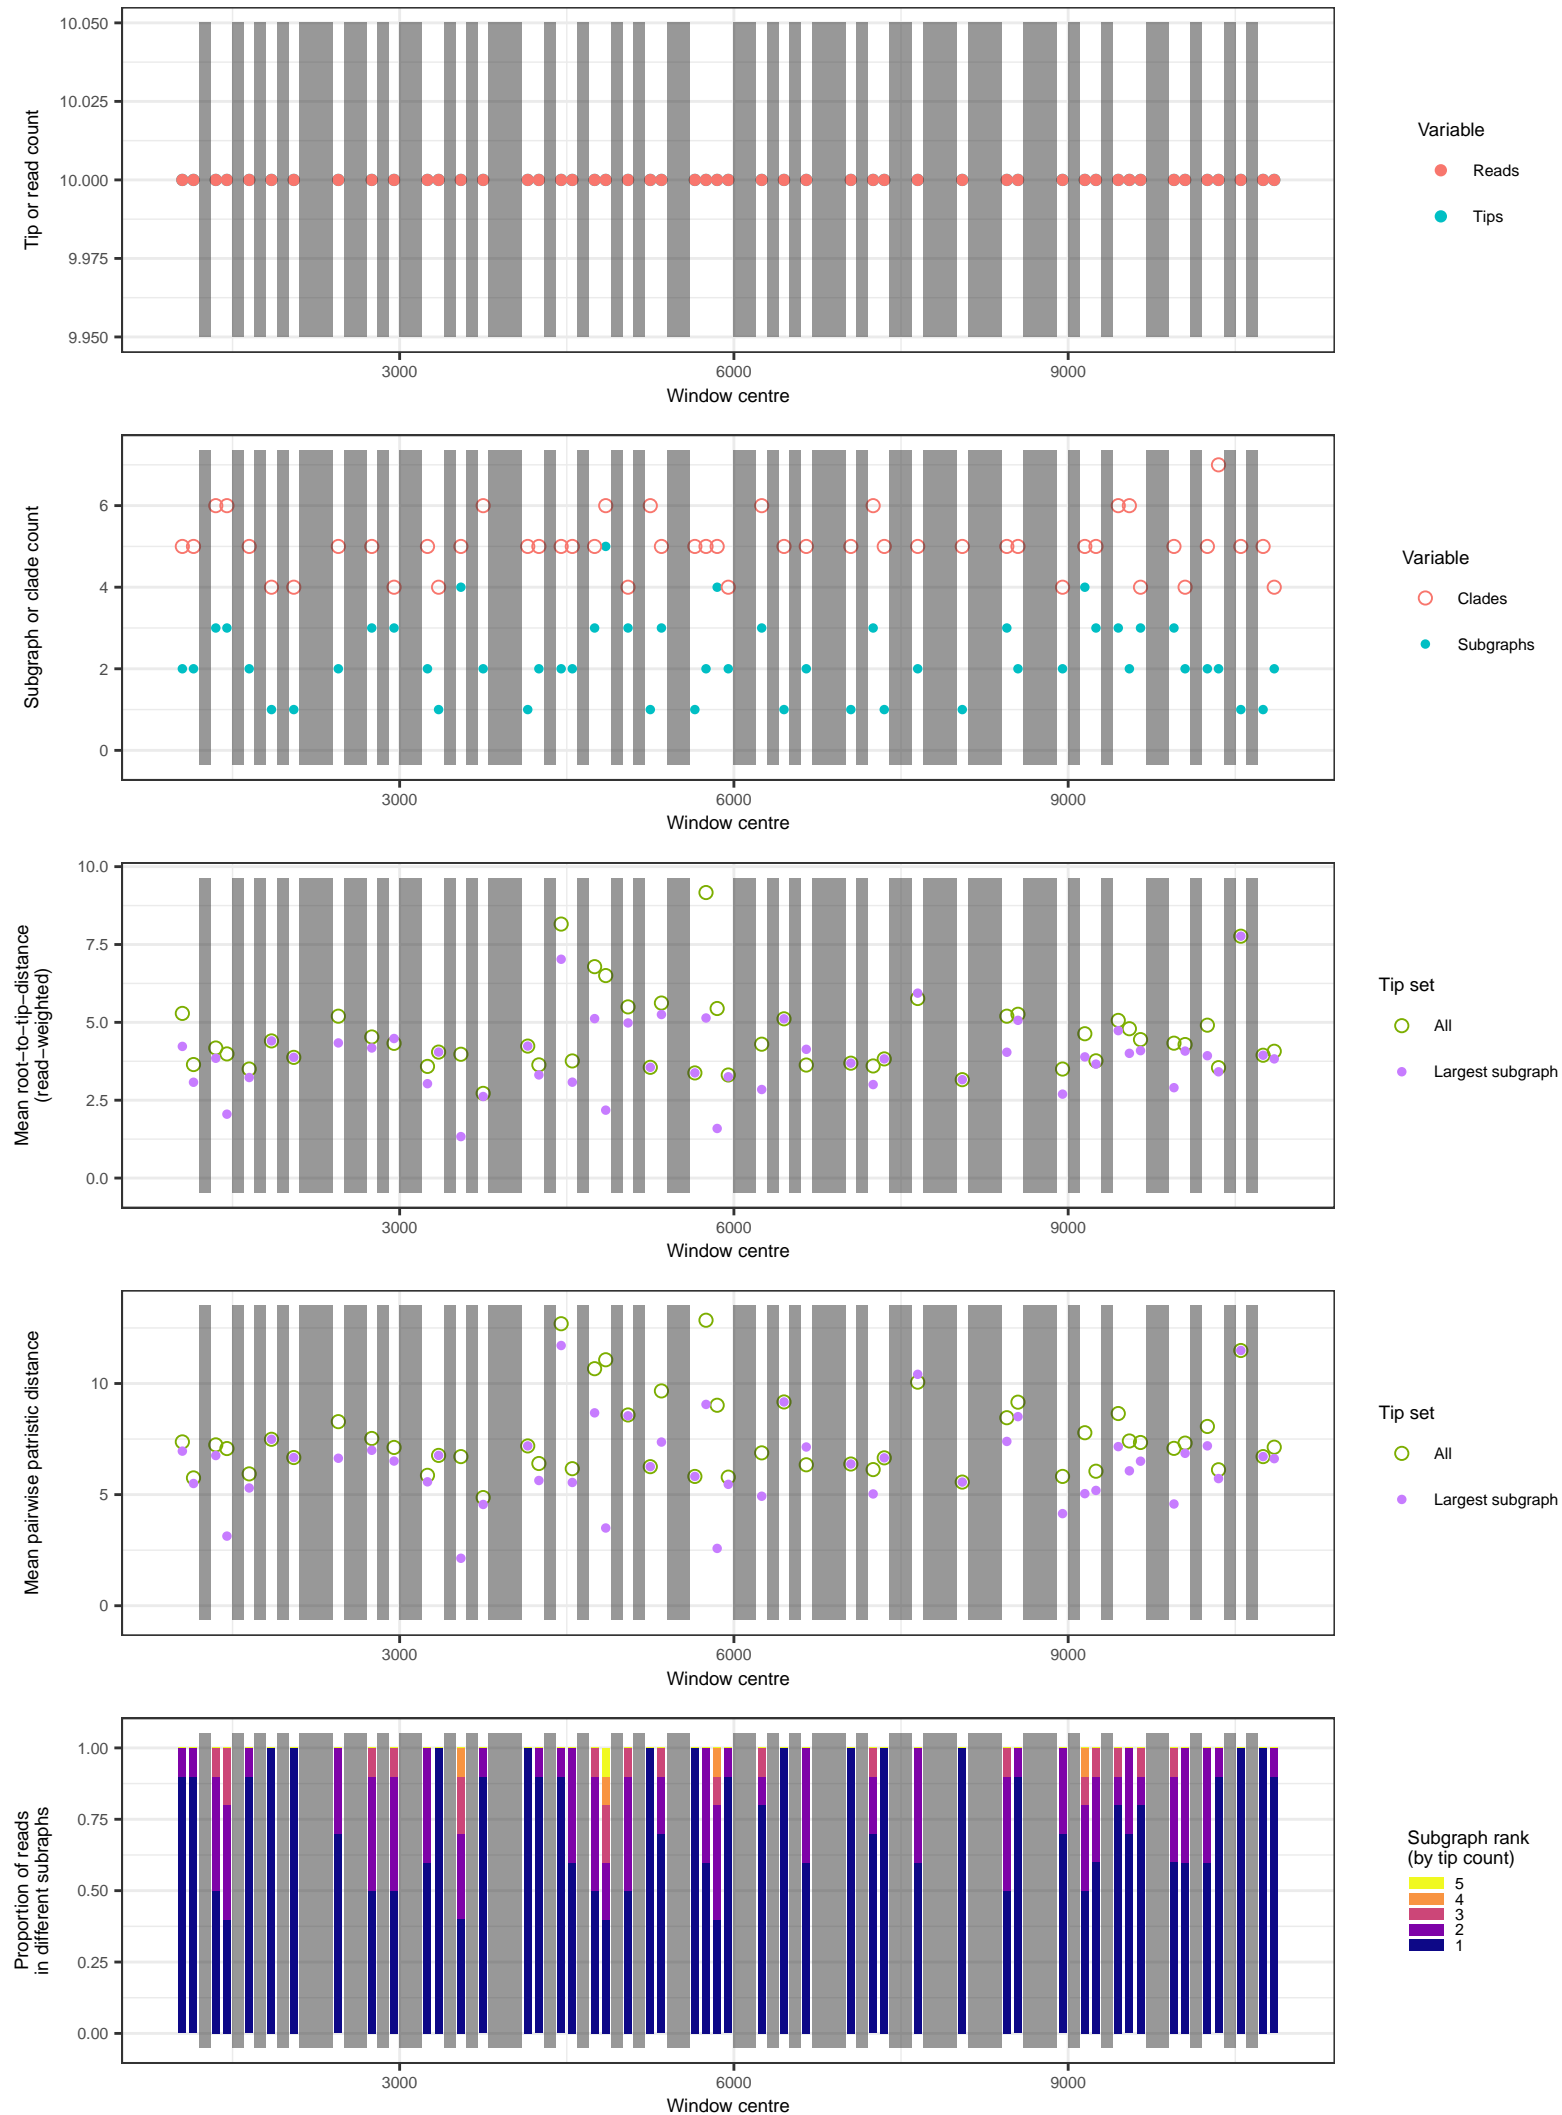 10.050
10.025
10.000
9.975
9.950
Tip or read count
3000
6000
9000
Window centre
Variable
Reads
Tips
6
4
2
0
Subgraph or clade count
3000
6000
9000
Window centre
Variable
Clades
Subgraphs
10.0
7.5
5.0
2.5
0.0
Mean root−to−tip−distance
(read−weighted)
3000
6000
9000
Window centre
Tip set
All
Largest subgraph
10
5
0
Mean pairwise patristic distance
3000
6000
9000
Window centre
Tip set
All
Largest subgraph
1.00
0.75
0.50
0.25
0.00
Proportion of reads
in different subraphs
3000
6000
9000
Window centre
Subgraph rank
(by tip count)
5
4
3
2
1